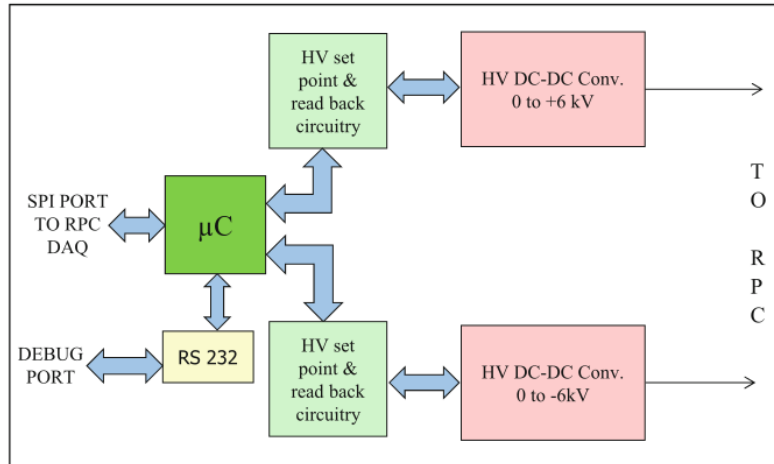 HV set
point &
read back
circuitry
HV DC-DC Conv.
0 to +6 kV
SPI PORT
TO RPC
DAQ
µC
T
O
R
P
C
DEBUG
PORT
RS 232
HV set
point &
read back
circuitry
HV DC-DC Conv.
0 to -6kV